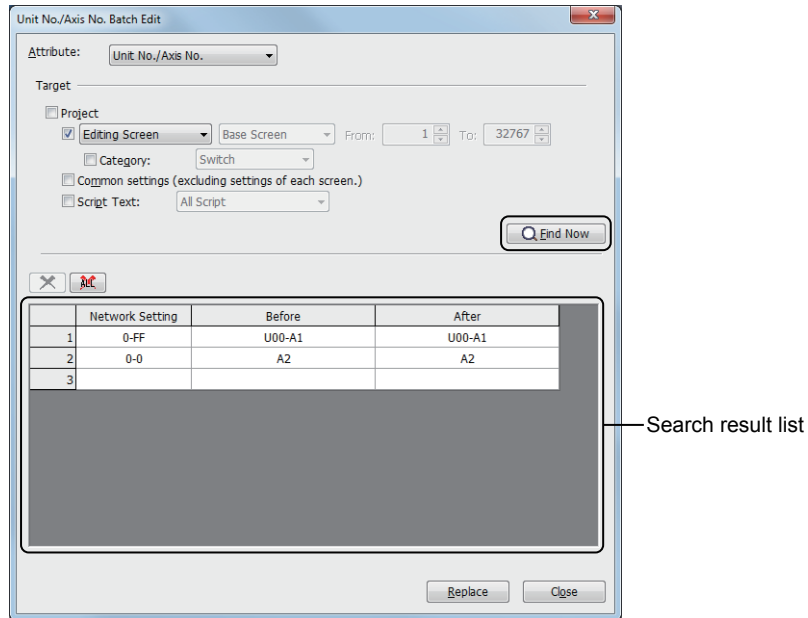 Unit No./Axis No. Batch Edit
Attribute: Unit No./Axis No.
Target
Project
Editing Screen Base Screen From: 1 To: 32767
Category: Switch
Common settings (excluding settings of each screen.)
Script Text: All Script
Find Now
ALL
Network Setting Before After
1 0-FF U00-A1 U00-A1
2 0-0 A2 A2
3
Search result list
Replace Close